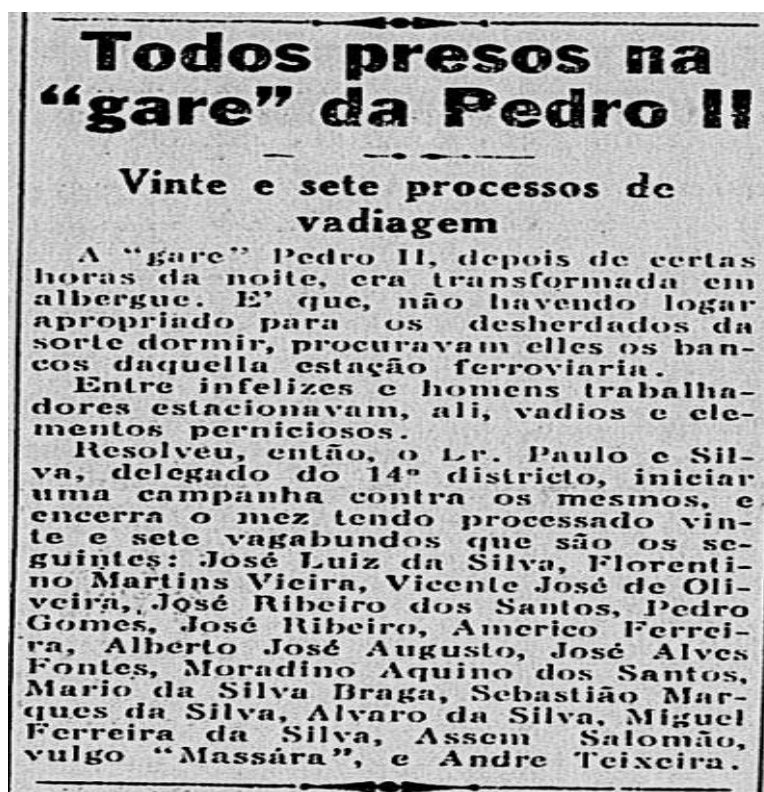 Todos presos na
“gare” da Pedro II
Vinte e sete processos de
vadiagem
A “gare” Pedro II, depois de certas
horas da noite, era transformada em
albergue. E' que, não havendo logar
apropriado para os desherdados da
sorte dormir, procuravam elles os ban-
cos daquella estação ferroviaria.
Entre infelizes e homens trabalha-
dores estacionavam, ali, vadios e ele-
mentos perniciosos.
Resolveu, então, o Dr. Paulo e Sil-
va, delegado do 14º districto, iniciar
uma campanha contra os mesmos, e
encerra o mez tendo processado vin-
te e sete vagabundos que são os se-
guintes: José Luiz da Silva, Florenti-
no Martins Vieira, Vicente José de Oli-
veira, José Ribeiro dos Santos, Pedro
Gomes, José Ribeiro, Americo Ferrei-
ra, Alberto José Augusto, José Alves
Fontes, Moradino Aquino dos Santos,
Mario da Silva Braga, Sebastião Mar-
ques da Silva, Alvaro da Silva, Miguel
Ferreira da Silva, Assem Salomão,
vulgo “Massára”, e Andre Teixeira.